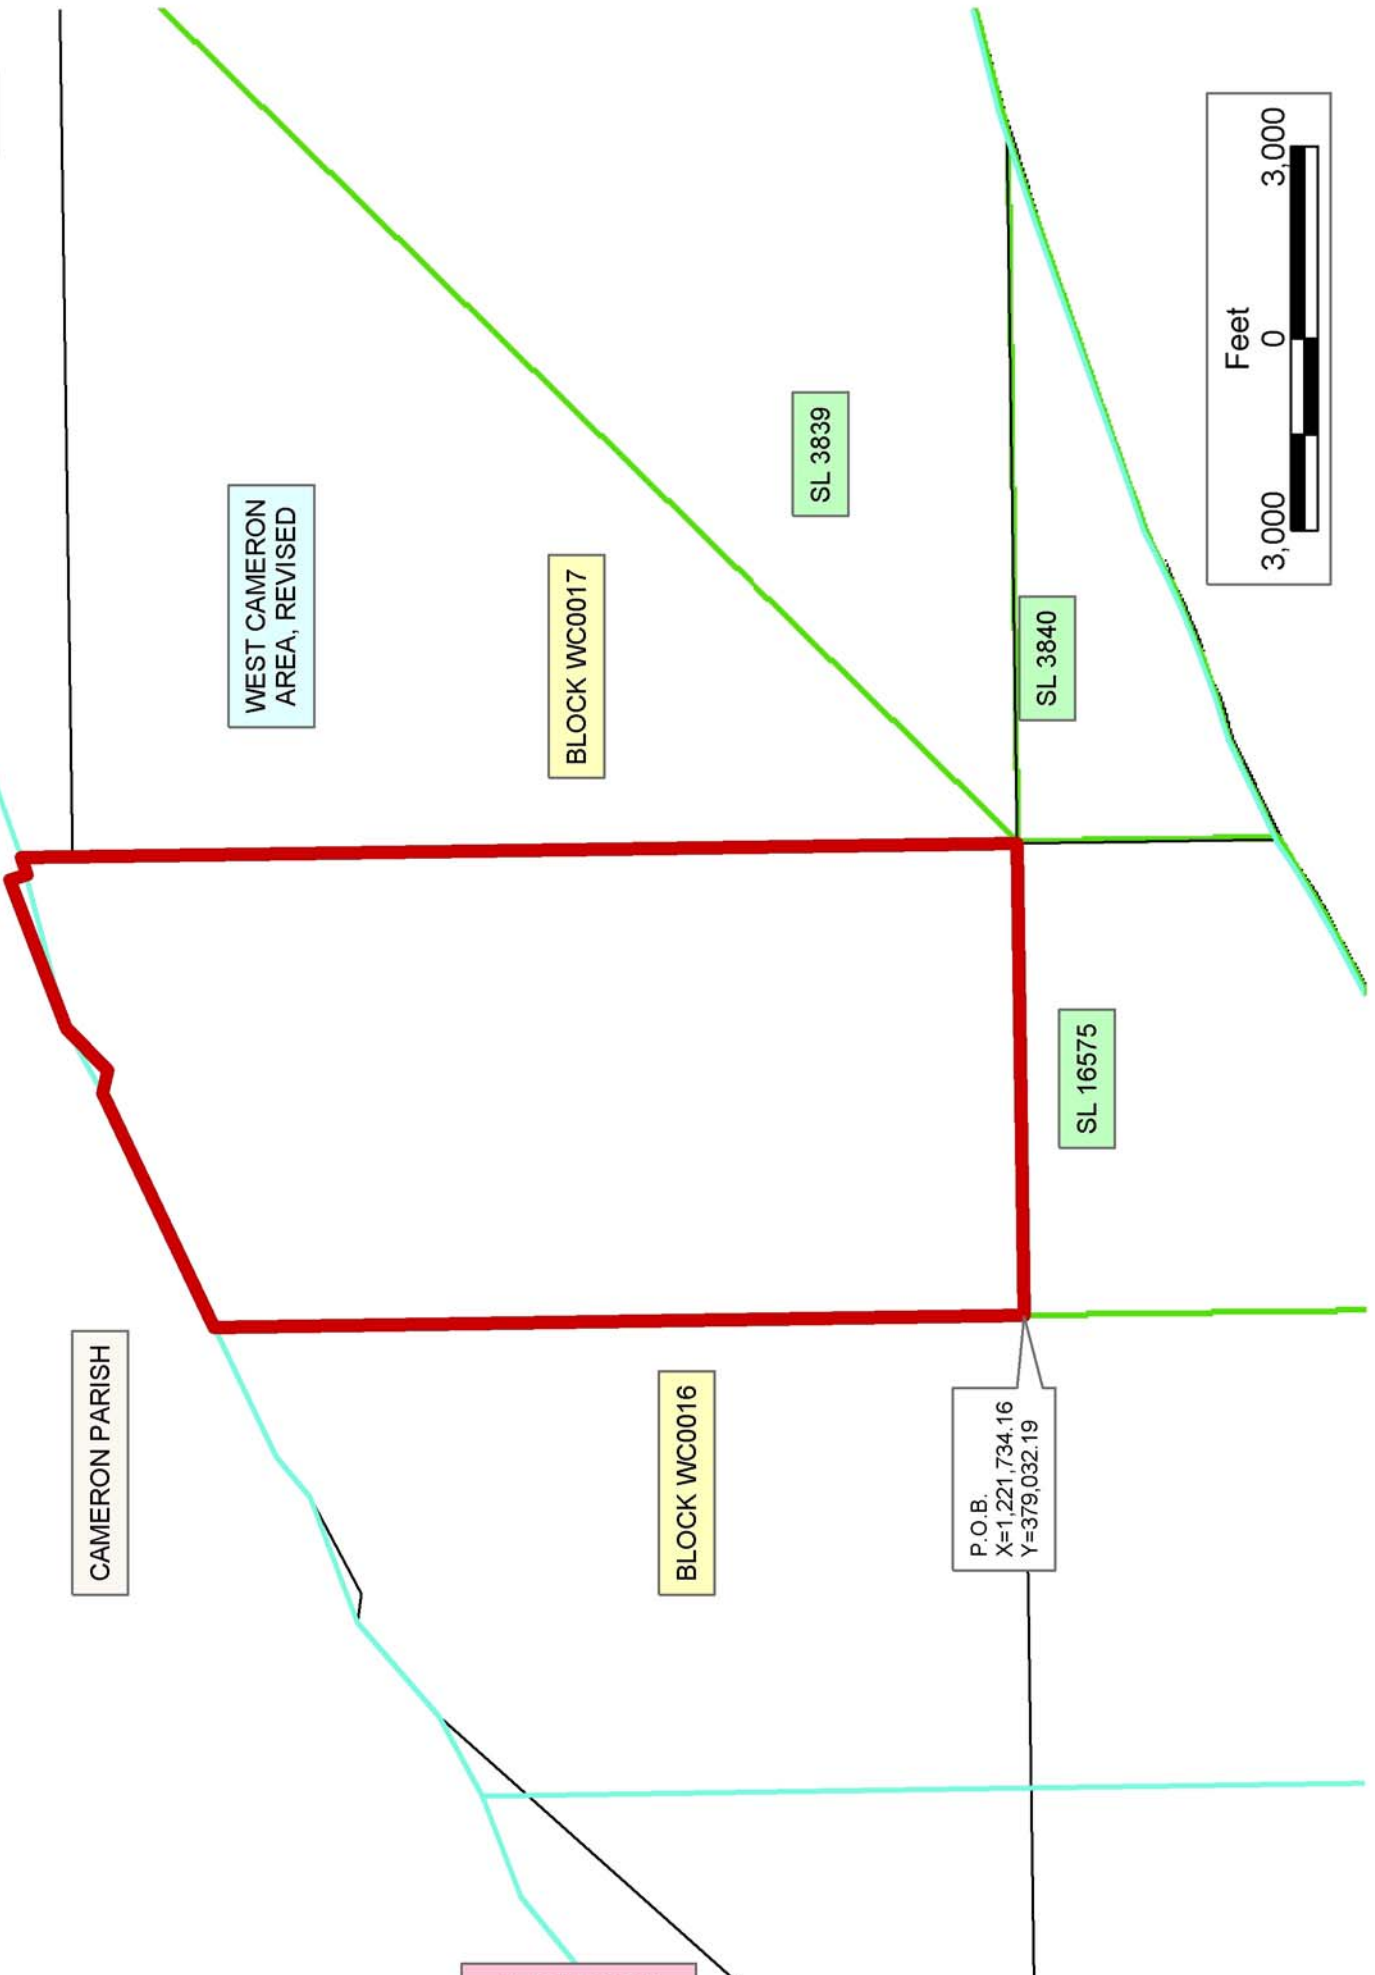 CAMERON PARISH
WEST CAMERON
AREA, REVISED
BLOCK WC0017
BLOCK WC0016
SL 3839
SL 3840
SL 16575
P.O.B.
X=1,221,734.16
Y=379,032.19
Feet
3,000 0 3,000